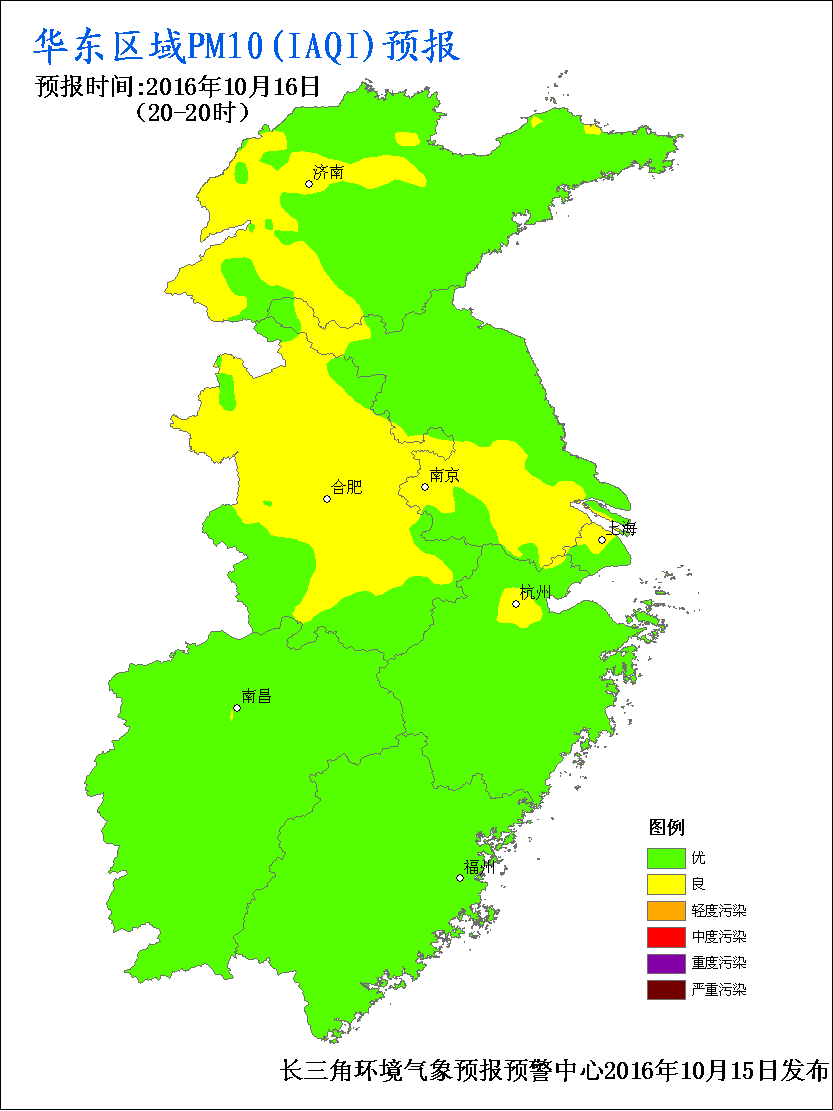 华东区域PM10(IAQI)预报
预报时间:2016年10月16日
（20-20时）
济南
合肥
南京
上海
杭州
南昌
福州
图例
优
良
轻度污染
中度污染
重度污染
严重污染
长三角环境气象预报预警中心2016年10月15日发布